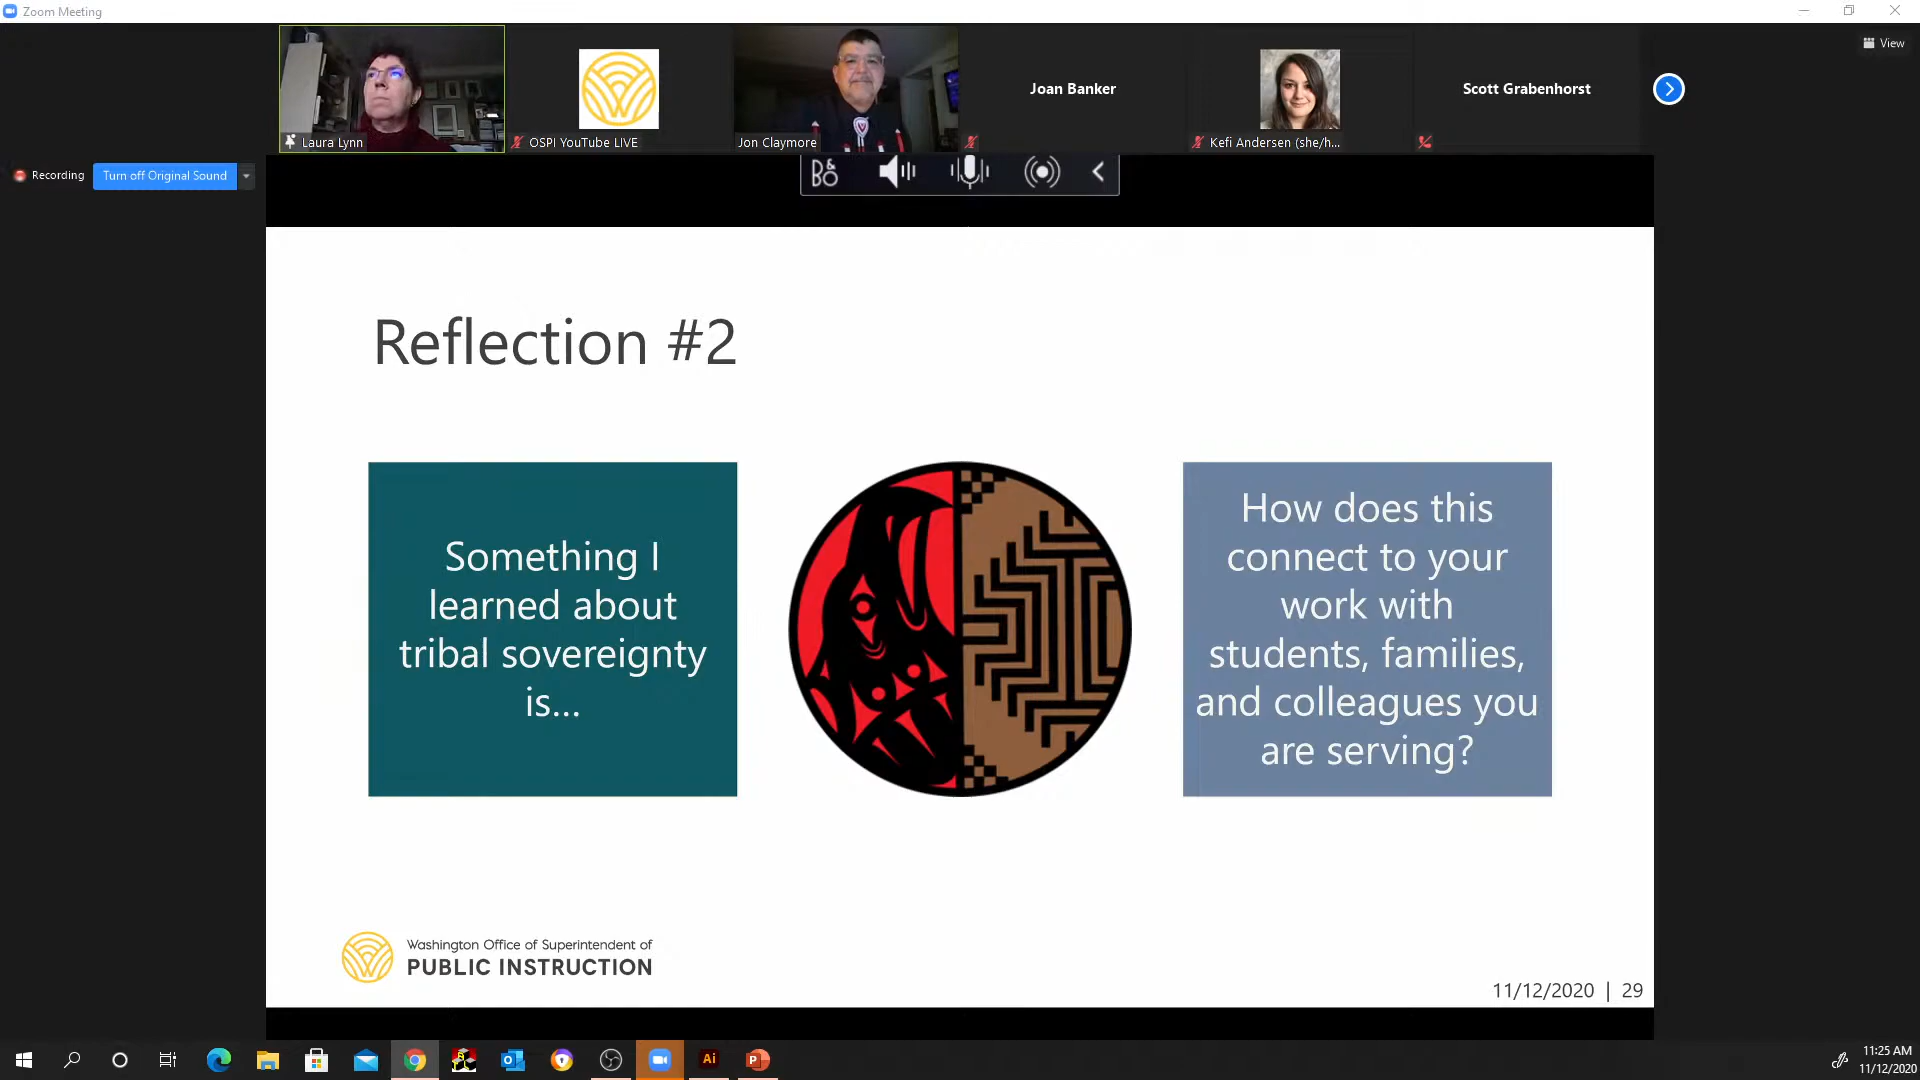 Zoom Meeting
View
Joan Banker
Scott Grabenhorst
Laura Lynn
OSPI YouTube LIVE
Jon Claymore
Kefi Andersen (she/h...
Recording
Turn off Original Sound
B&
BO
Reflection #2
Something I
learned about
tribal sovereignty
is...
How does this
connect to your
work with
students, families,
and colleagues you
are serving?
Washington Office of Superintendent of
PUBLIC INSTRUCTION
11/12/2020 | 29
Ai
P
11:25 AM
11/12/2020